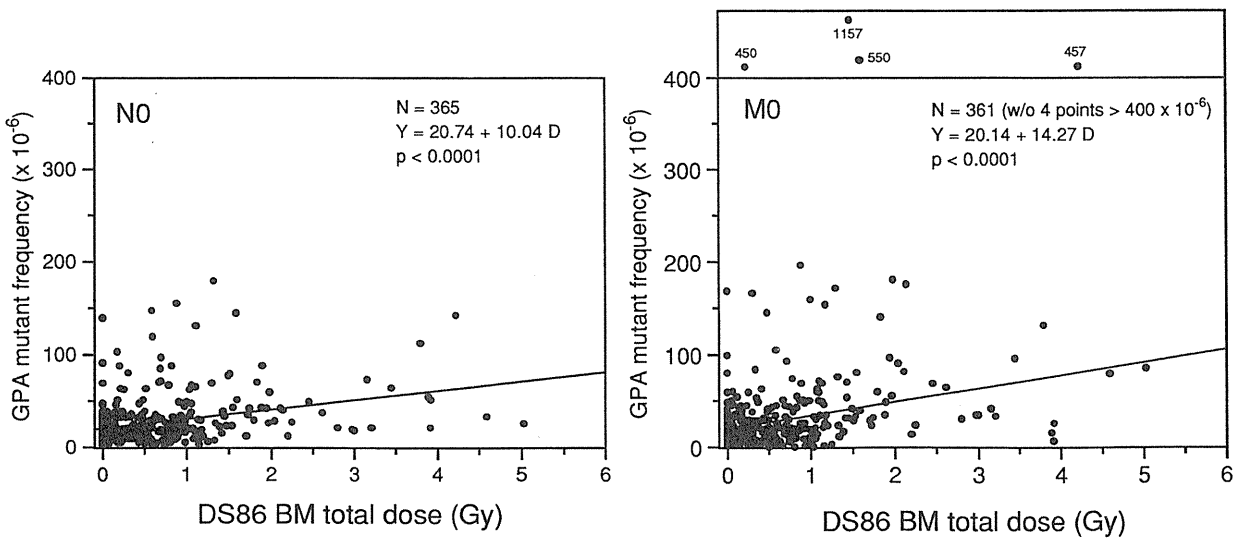 GPA mutant frequency (x 10⁻⁶)
400
300
200
100
0
N0
N = 365
Y = 20.74 + 10.04 D
p < 0.0001
0 1 2 3 4 5 6
DS86 BM total dose (Gy)
GPA mutant frequency (x 10⁻⁶)
450
1157
550
457
400
300
200
100
0
M0
N = 361 (w/o 4 points > 400 x 10⁻⁶)
Y = 20.14 + 14.27 D
p < 0.0001
0 1 2 3 4 5 6
DS86 BM total dose (Gy)